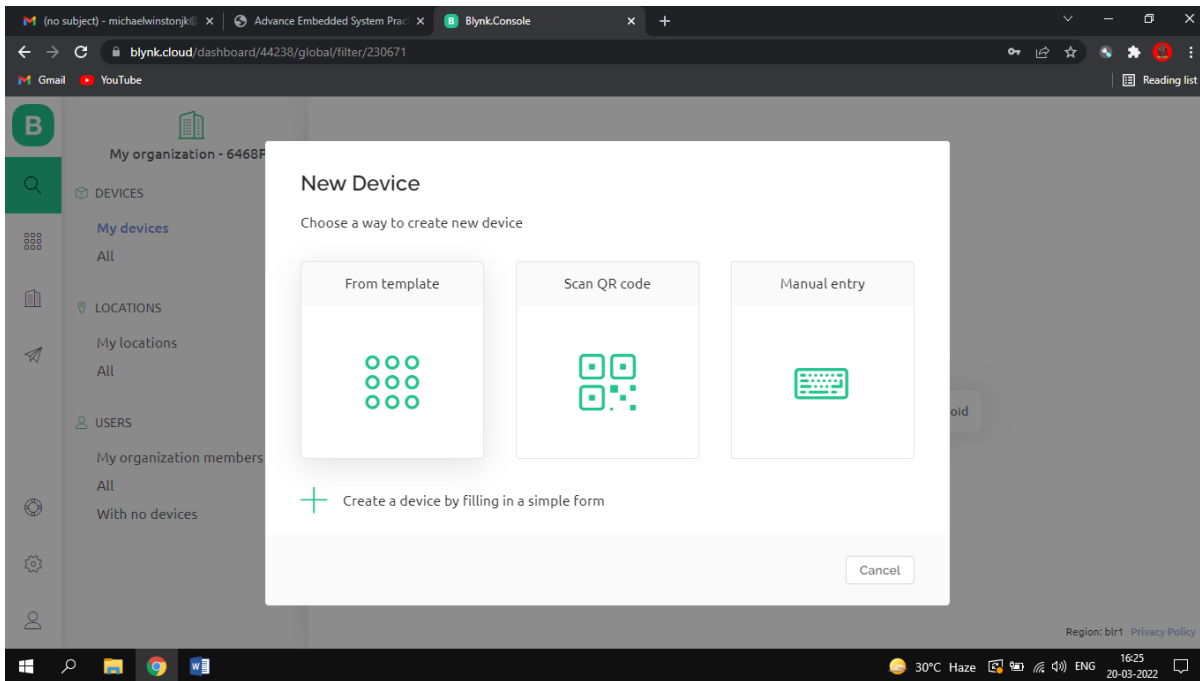 (no subject) - michaelwinstonjk@
Advance Embedded System Prac
B Blynk.Console
blynk.cloud/dashboard/44238/global/filter/230671
Gmail
YouTube
Reading list
B
My organization - 6468
DEVICES
My devices
All
LOCATIONS
My locations
All
USERS
My organization members
All
With no devices
New Device
Choose a way to create new device
From template
Scan QR code
Manual entry
Create a device by filling in a simple form
Cancel
oid
Region: blr1 Privacy Policy
30°C Haze
ENG
16:25
20-03-2022